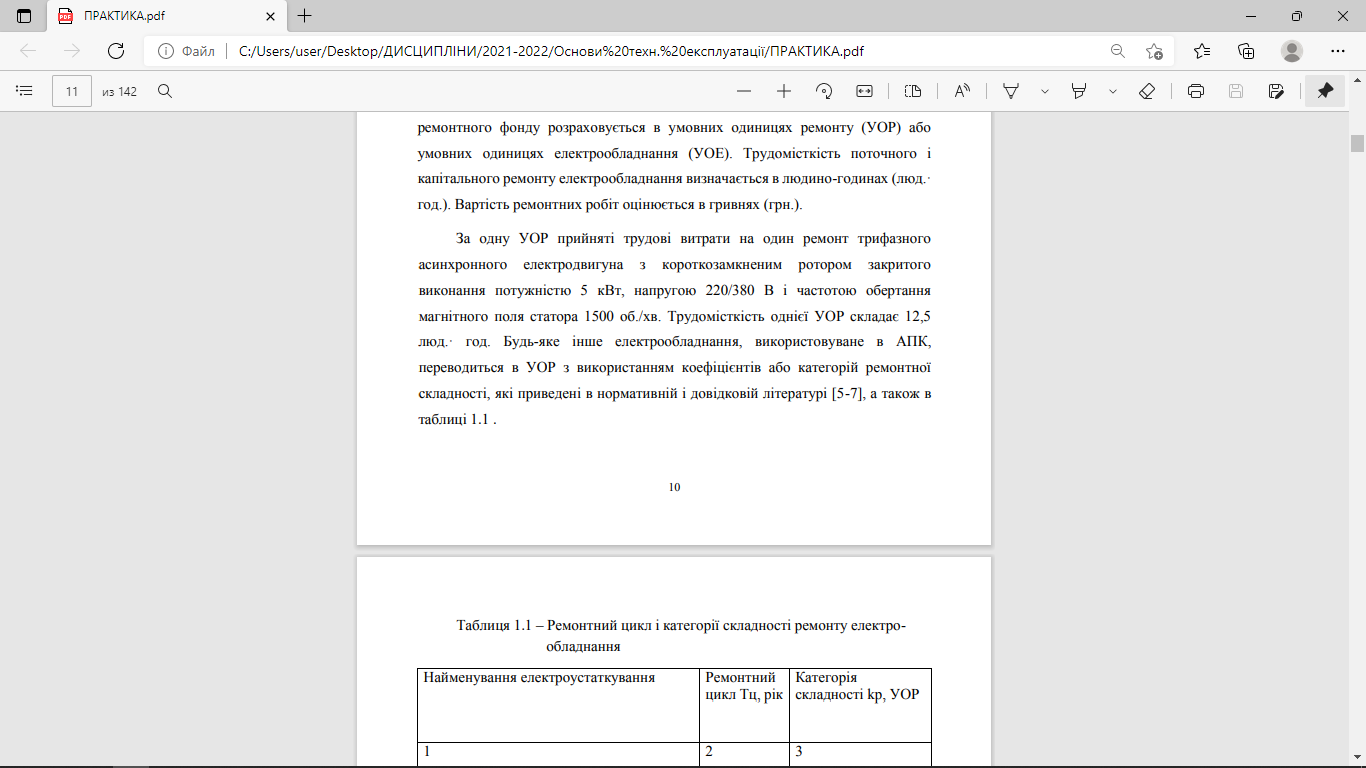 ПРАКТИКА.pdf
Файл
C:/Users/user/Desktop/ДИСЦИПЛІНИ/2021-2022/Основи%20техн.%20експлуатації/ПРАКТИКА.pdf
11 из 142
ремонтного фонду розраховується в умовних одиницях ремонту (УОР) або
умовних одиницях електрообладнання (УОЕ). Трудомісткість поточного і
капітального ремонту електрообладнання визначається в людино-годинах (люд.·
год.). Вартість ремонтних робіт оцінюється в гривнях (грн.).
За одну УОР прийняті трудові витрати на один ремонт трифазного
асинхронного електродвигуна з короткозамкненим ротором закритого
виконання потужністю 5 кВт, напругою 220/380 В і частотою обертання
магнітного поля статора 1500 об./хв. Трудомісткість однієї УОР складає 12,5
люд.· год. Будь-яке інше електрообладнання, використовуване в АПК,
переводиться в УОР з використанням коефіцієнтів або категорій ремонтної
складності, які приведені в нормативній і довідковій літературі [5-7], а також в
таблиці 1.1 .
10
Таблиця 1.1 – Ремонтний цикл і категорії складності ремонту електро-
обладнання
Найменування електроустаткування
Ремонтний
цикл Тц, рік
Категорія
складності kр, УОР
1
2
3